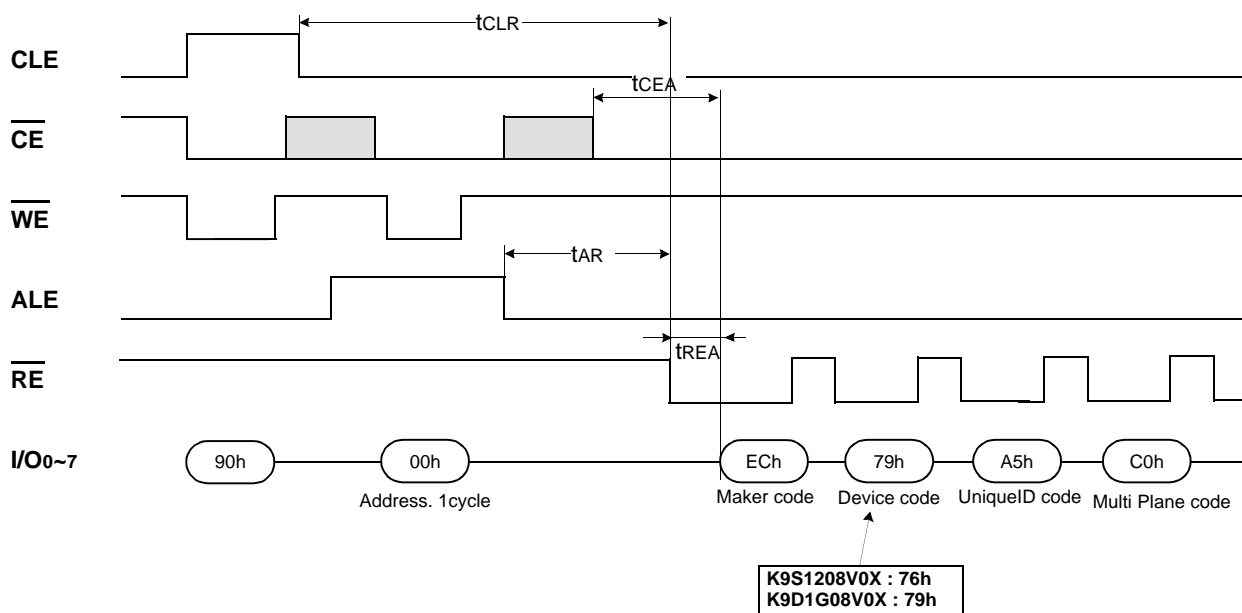 tCLR
CLE
tCEA
CE
WE
tAR
ALE
tREA
RE
I/O0~7
90h
00h
ECh
79h
A5h
C0h
Address. 1cycle
Maker code
Device code
UniqueID code
Multi Plane code
K9S1208V0X : 76h
K9D1G08V0X : 79h